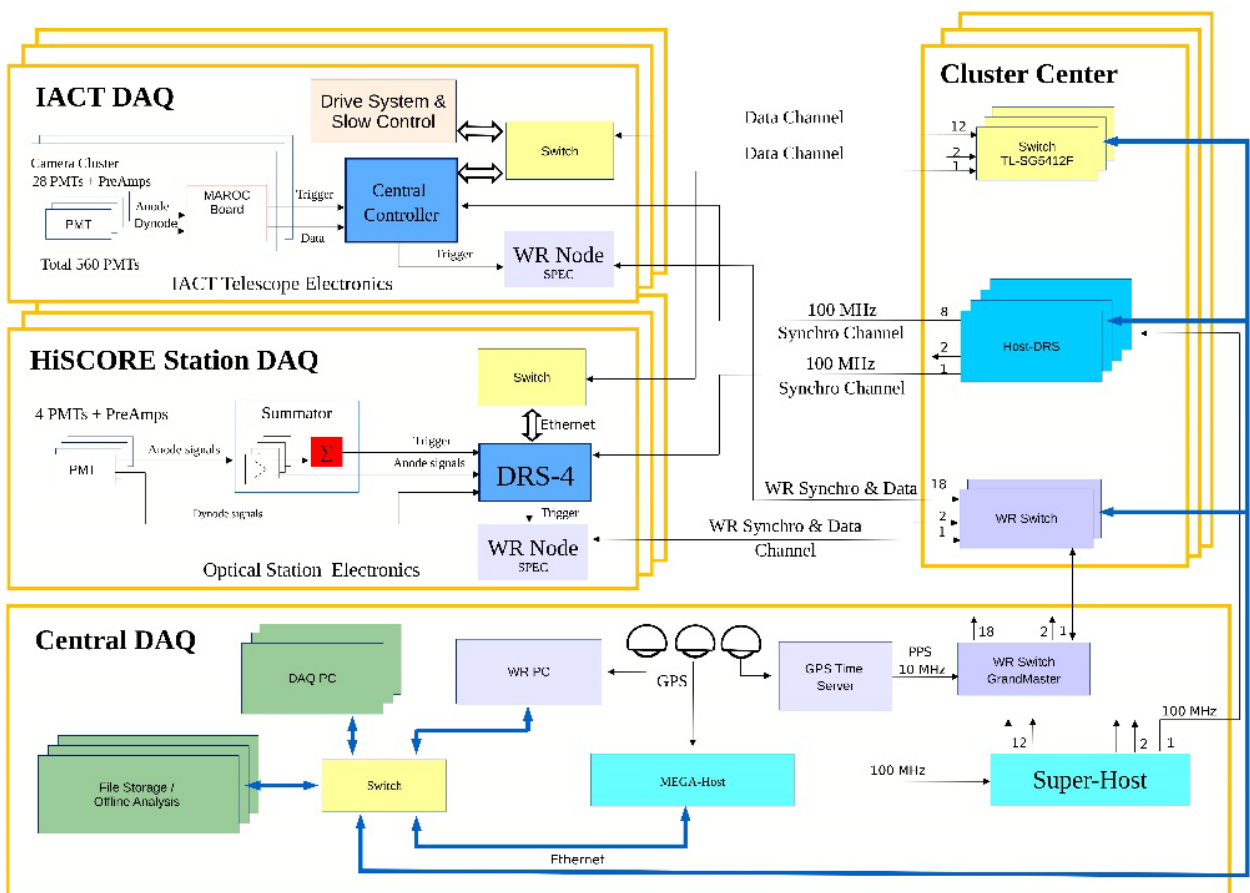 IACT DAQ
Drive System &
Slow Control
Switch
Camera Cluster
28 PMTs + PreAmps
PMT
Anode
Dynode
MAROC
Board
Trigger
Data
Central
Controller
Trigger
WR Node
SPEC
Total 560 PMTs
IACT Telescope Electronics
HiSCORE Station DAQ
Switch
Ethernet
4 PMTs + PreAmps
PMT
Anode signals
Summator
Σ
Trigger
Anode signals
DRS-4
Dynode signals
Trigger
WR Node
SPEC
Optical Station Electronics
Data Channel
Data Channel
100 MHz
Synchro Channel
100 MHz
Synchro Channel
WR Synchro & Data
WR Synchro & Data
Channel
Cluster Center
12
2
1
Switch
TL-SG5412F
8
2
1
Host-DRS
18
2
1
WR Switch
Central DAQ
DAQ PC
WR PC
GPS
GPS Time
Server
PPS
10 MHz
18
2
1
WR Switch
GrandMaster
File Storage /
Offline Analysis
Switch
MEGA-Host
100 MHz
12
2
1
100 MHz
Super-Host
Ethernet